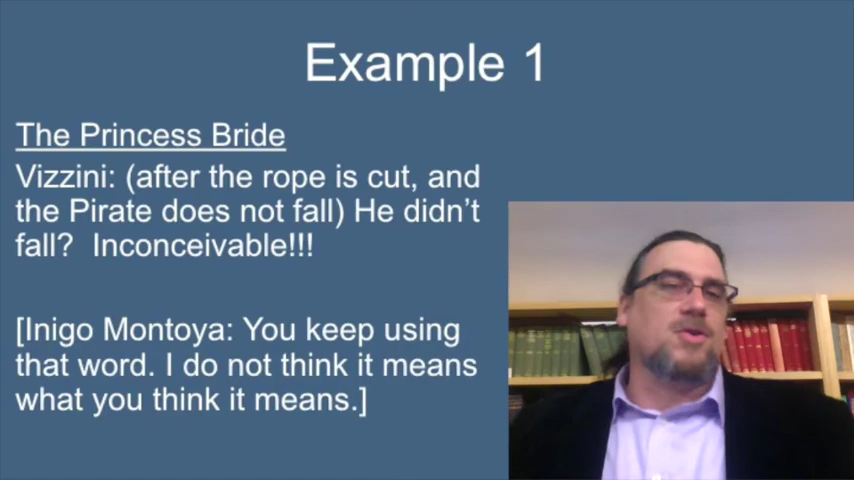 Example 1
The Princess Bride
Vizzini: (after the rope is cut, and
the Pirate does not fall) He didn’t
fall?  Inconceivable!!!
[Inigo Montoya: You keep using
that word. I do not think it means
what you think it means.]